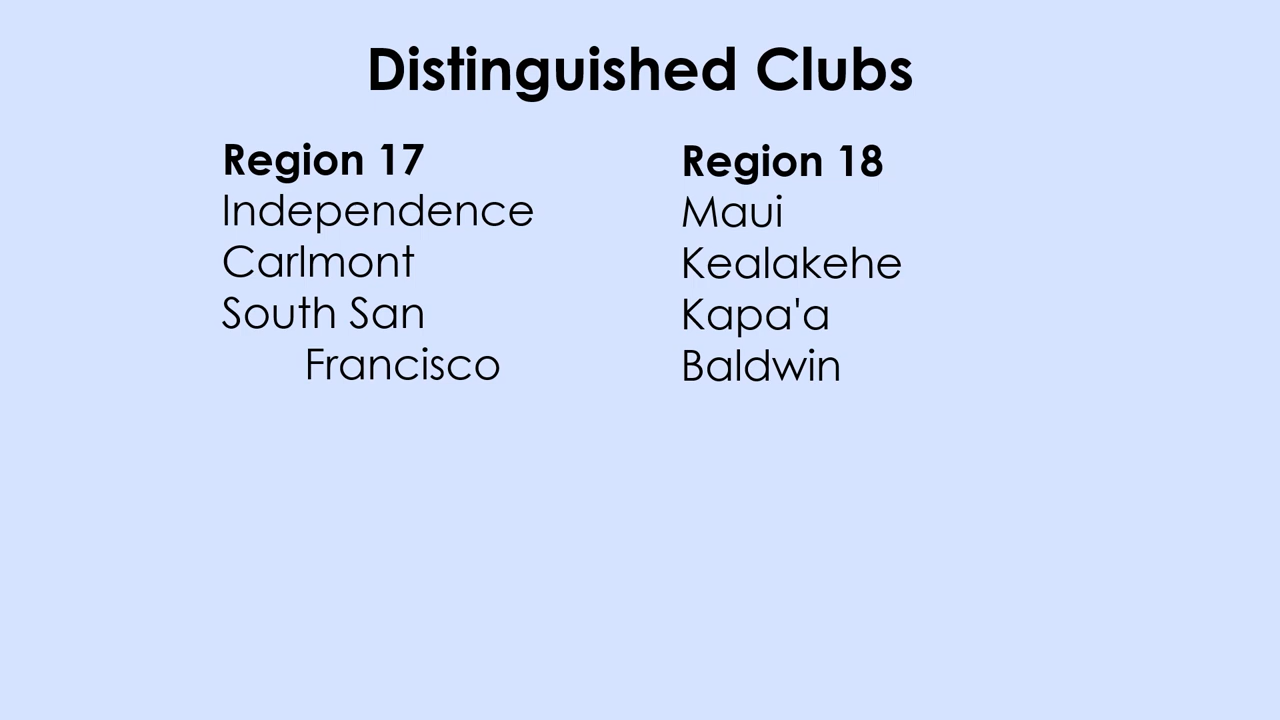 Distinguished Clubs
Region 17
Independence
Carlmont
South San
Francisco
Region 18
Maui
Kealakehe
Kapa'a
Baldwin